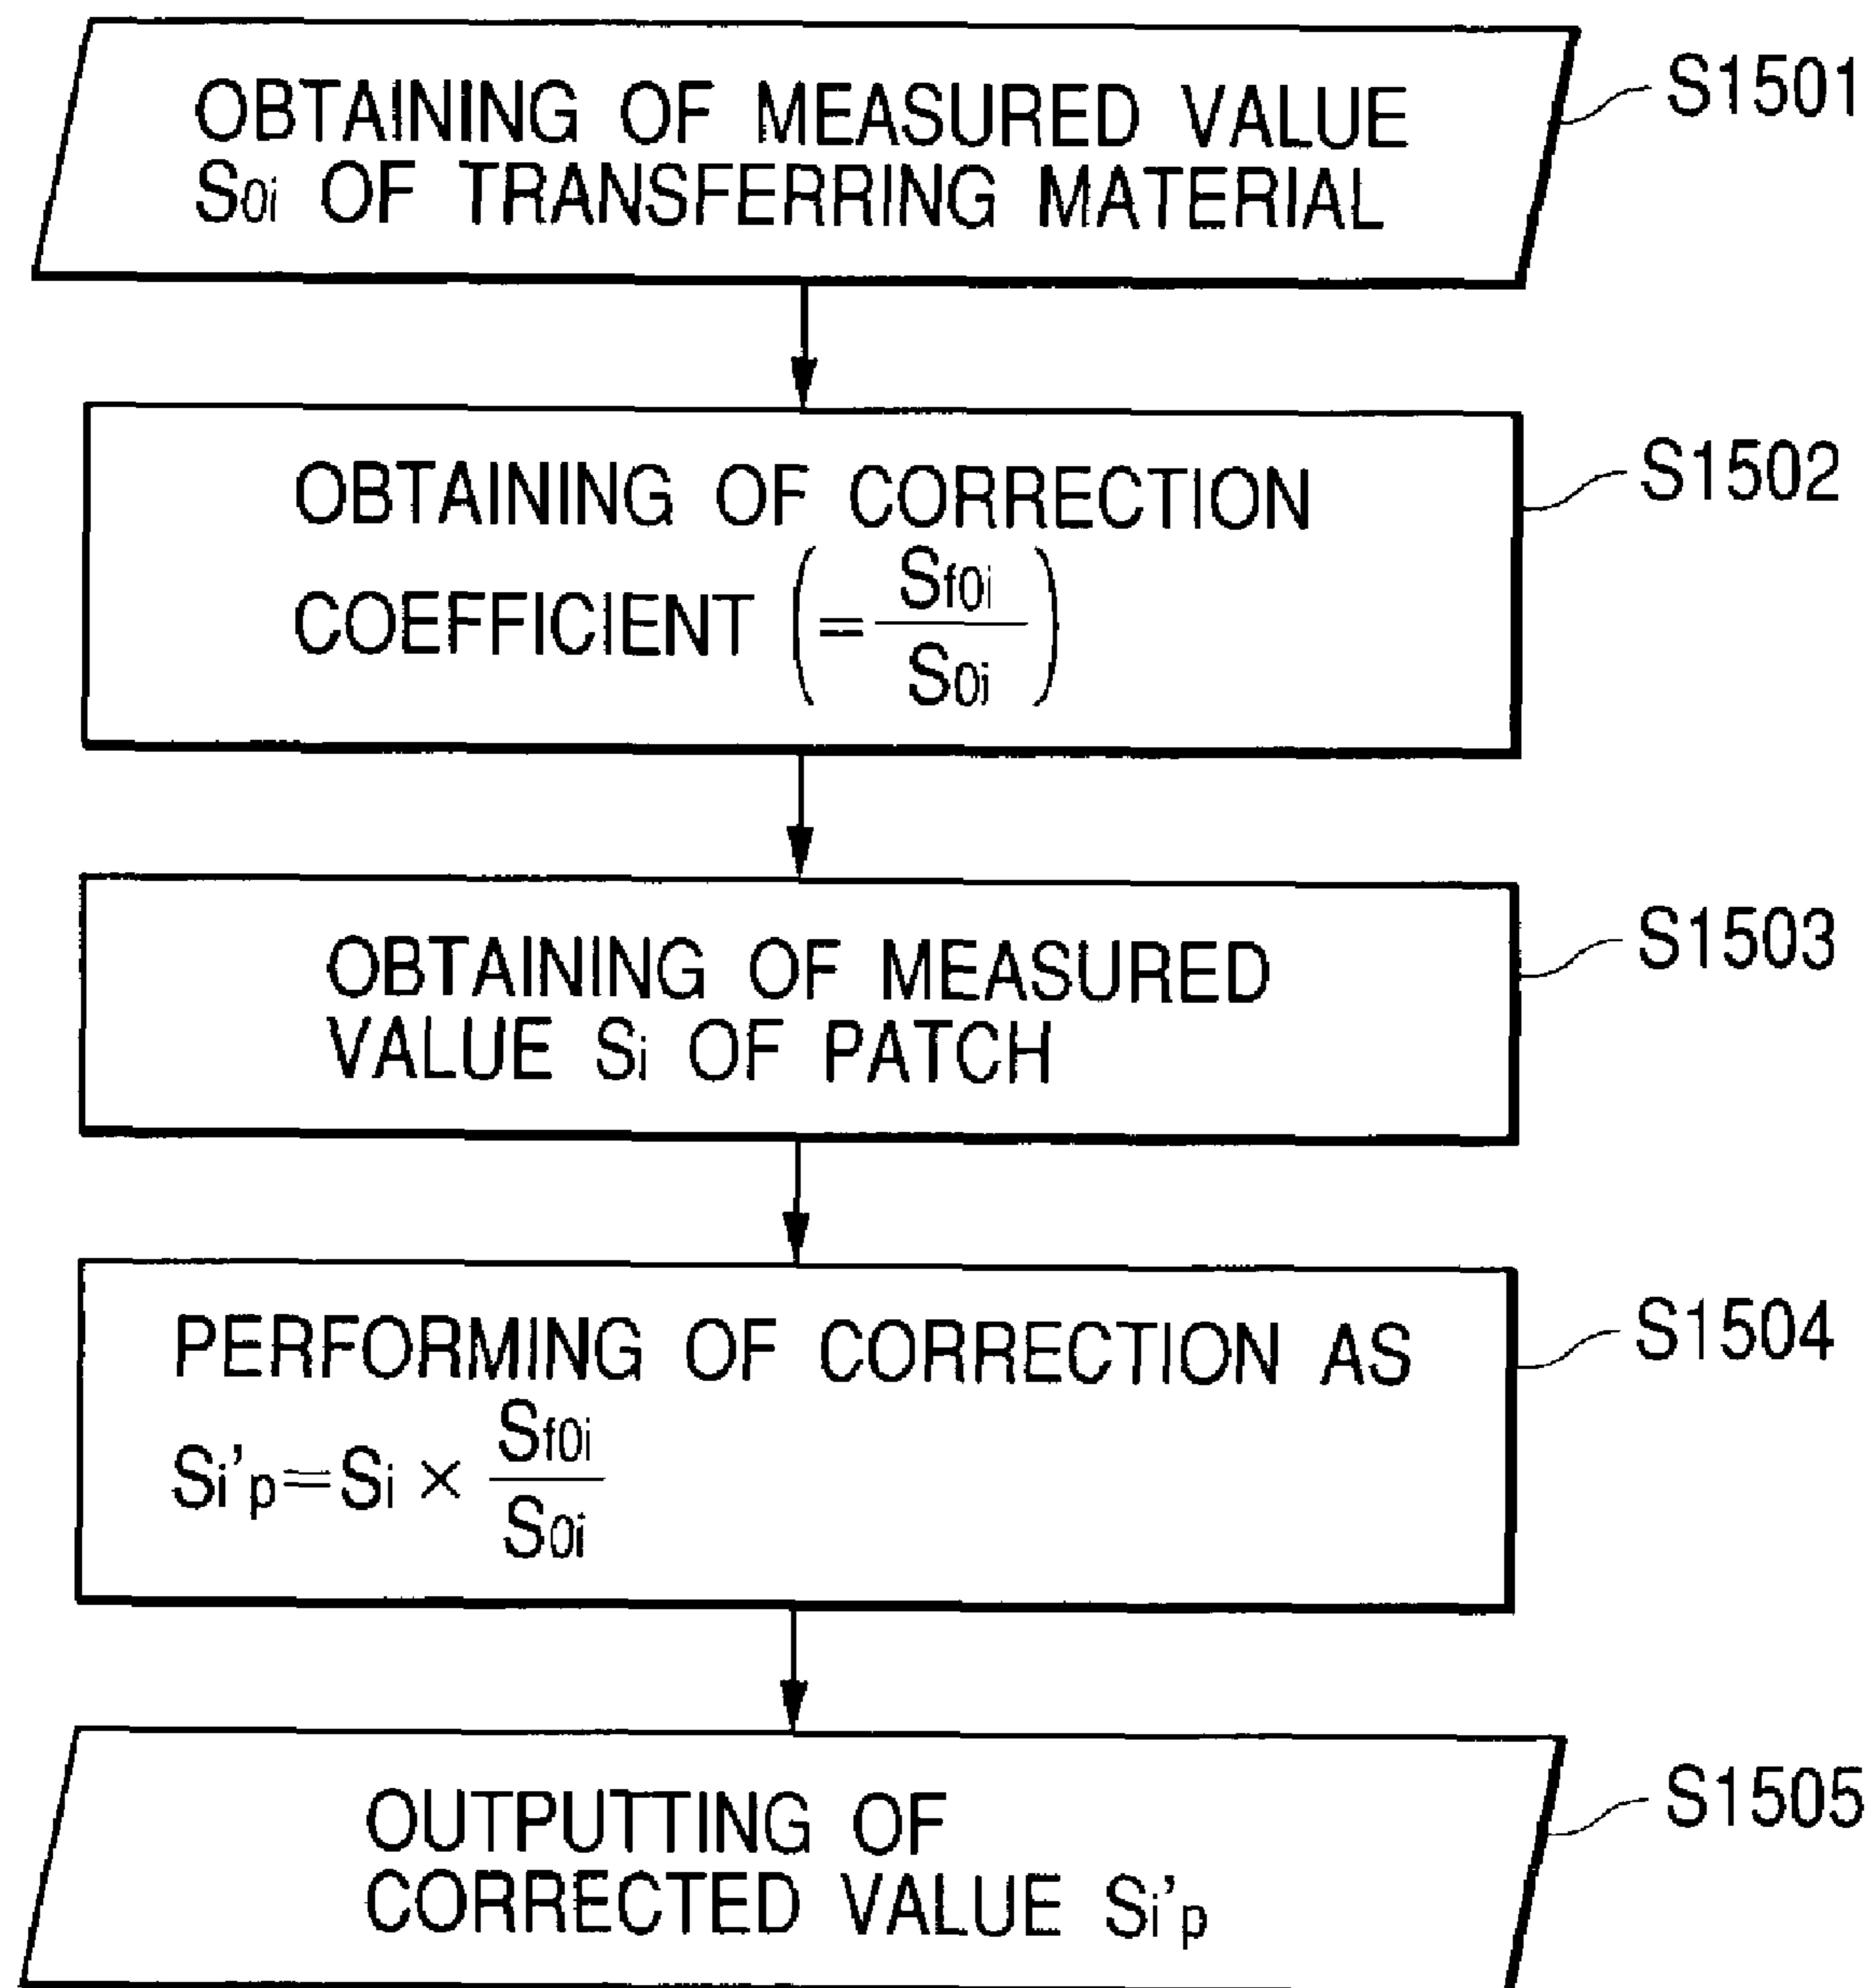 OBTAINING OF MEASURED VALUE
S0i OF TRANSFERRING MATERIAL
S1501
OBTAINING OF CORRECTION
COEFFICIENT (= Sf0i / S0i)
S1502
OBTAINING OF MEASURED
VALUE Si OF PATCH
S1503
PERFORMING OF CORRECTION AS
Si'p=Si × Sf0i / S0i
S1504
OUTPUTTING OF
CORRECTED VALUE Si'p
S1505